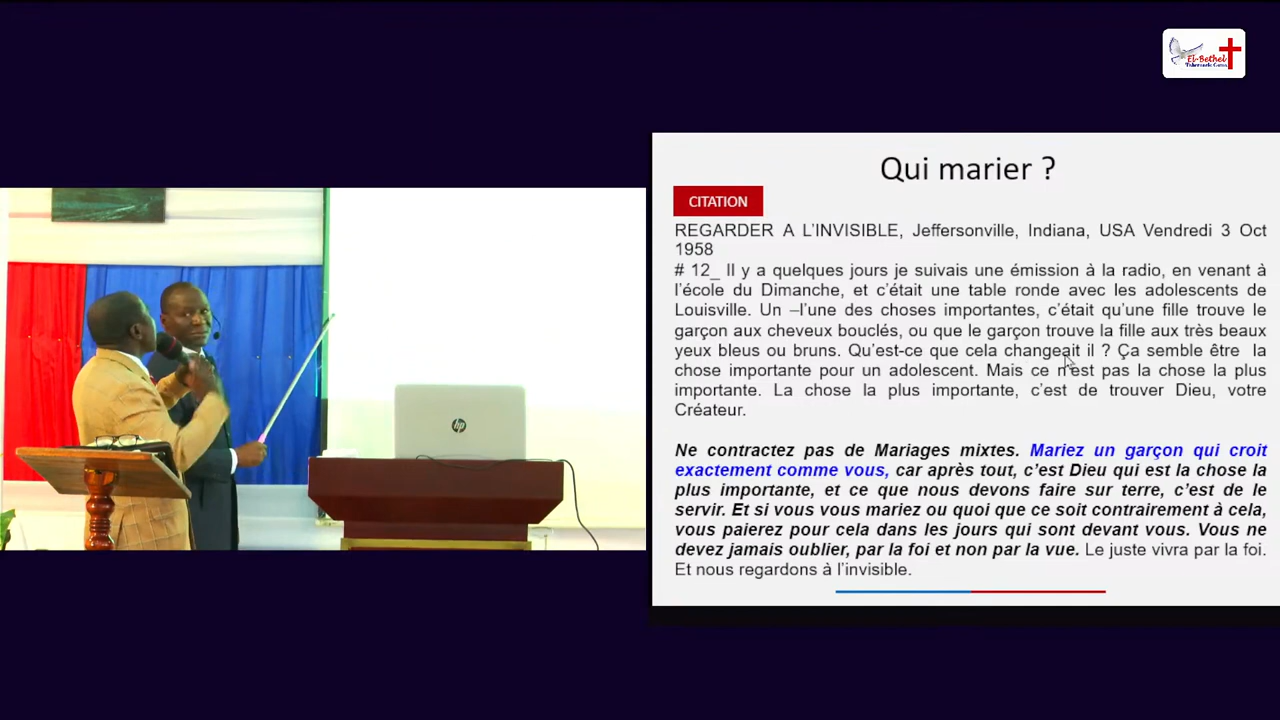 El-Bethel
Qui marier ?
CITATION
REGARDER A L'INVISIBLE, Jeffersonville, Indiana, USA Vendredi 3 Oct
1958
# 12_ Il y a quelques jours je suivais une émission à la radio, en venant à
l'école du Dimanche, et c'était une table ronde avec les adolescents de
Louisville. Un –l'une des choses importantes, c'était qu'une fille trouve le
garçon aux cheveux bouclés, ou que le garçon trouve la fille aux très beaux
yeux bleus ou bruns. Qu'est-ce que cela changeait il ? Ça semble être la
chose importante pour un adolescent. Mais ce n'est pas la chose la plus
importante. La chose la plus importante, c'est de trouver Dieu, votre
Créateur.
Ne contractez pas de Mariages mixtes. Mariez un garçon qui croit
exactement comme vous, car après tout, c'est Dieu qui est la chose la
plus importante, et ce que nous devons faire sur terre, c'est de le
servir. Et si vous vous mariez ou quoi que ce soit contrairement à cela,
vous paierez pour cela dans les jours qui sont devant vous. Vous ne
devez jamais oublier, par la foi et non par la vue. Le juste vivra par la foi.
Et nous regardons à l'invisible.
hp